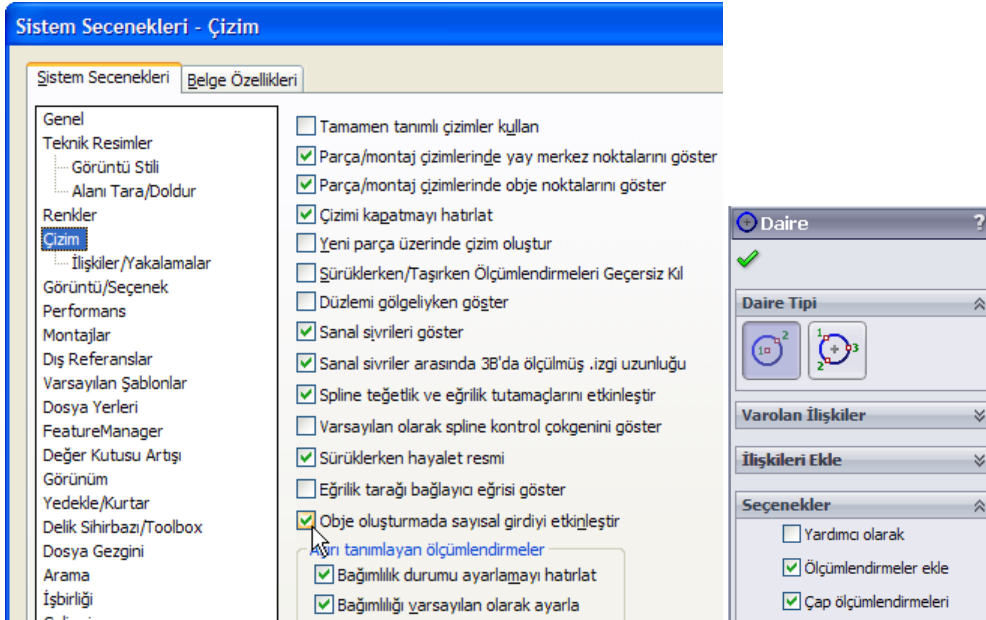 Sistem Secenekleri - Çizim
Sistem Secenekleri
Belge Özellikleri
Genel
Teknik Resimler
Görüntü Stili
Alanı Tara/Doldur
Renkler
Çizim
İlişkiler/Yakalamalar
Görüntü/Seçenek
Performans
Montajlar
Dış Referanslar
Varsayılan Şablonlar
Dosya Yerleri
FeatureManager
Değer Kutusu Artışı
Görünüm
Yedekle/Kurtar
Delik Sihirbazı/Toolbox
Dosya Gezgini
Arama
İşbirliği
Tamamen tanımlı çizimler kullan
Parça/montaj çizimlerinde yay merkez noktalarını göster
Parça/montaj çizimlerinde obje noktalarını göster
Çizimi kapatmayı hatırlat
Yeni parça üzerinde çizim oluştur
Sürüklerken/Taşırken Ölçümlendirmeleri Geçersiz Kıl
Düzlemi gölgeliyken göster
Sanal sivrileri göster
Sanal sivriler arasında 3B'da ölçülmüş .izgi uzunluğu
Spline teğetlik ve eğrilik tutamaçlarını etkinleştir
Varsayılan olarak spline kontrol çokgenini göster
Sürüklerken hayalet resmi
Eğrilik tarağı bağlayıcı eğrisi göster
Obje oluşturmada sayısal girdiyi etkinleştir
tanımlayan ölçümlendirmeler
Bağımlılık durumu ayarlamayı hatırlat
Bağımlılığı varsayılan olarak ayarla
Daire ?
Daire Tipi
1 2
1 2 3
Varolan İlişkiler
İlişkileri Ekle
Seçenekler
Yardımcı olarak
Ölçümlendirmeler ekle
Çap ölçümlendirmeleri